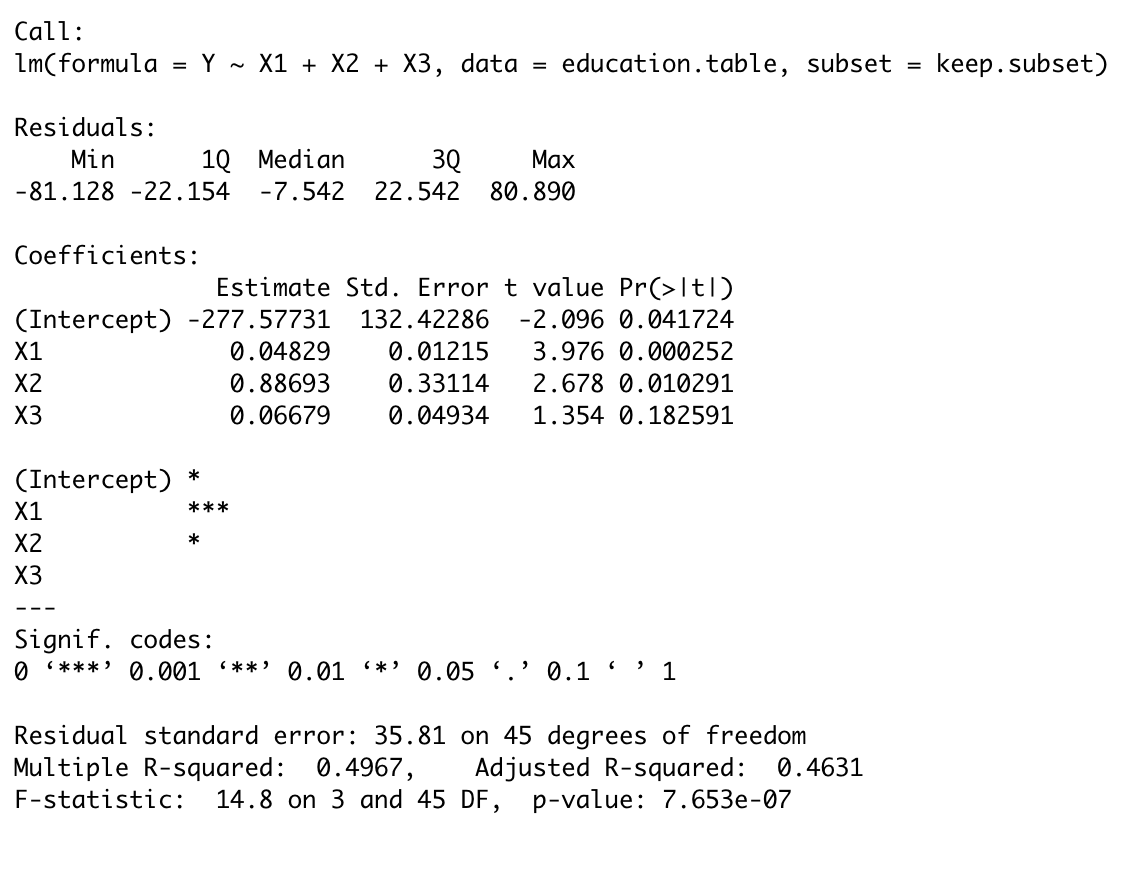 Call:
lm(formula = Y ~ X1 + X2 + X3, data = education.table, subset = keep.subset)

Residuals:
    Min      1Q  Median      3Q     Max
-81.128 -22.154  -7.542  22.542  80.890

Coefficients:
              Estimate Std. Error t value Pr(>|t|)
(Intercept) -277.57731  132.42286  -2.096 0.041724
X1             0.04829    0.01215   3.976 0.000252
X2             0.88693    0.33114   2.678 0.010291
X3             0.06679    0.04934   1.354 0.182591

(Intercept) *
X1          ***
X2          *
X3
---
Signif. codes:
0 ‘***’ 0.001 ‘**’ 0.01 ‘*’ 0.05 ‘.’ 0.1 ‘ ’ 1

Residual standard error: 35.81 on 45 degrees of freedom
Multiple R-squared:  0.4967,    Adjusted R-squared:  0.4631
F-statistic:  14.8 on 3 and 45 DF,  p-value: 7.653e-07